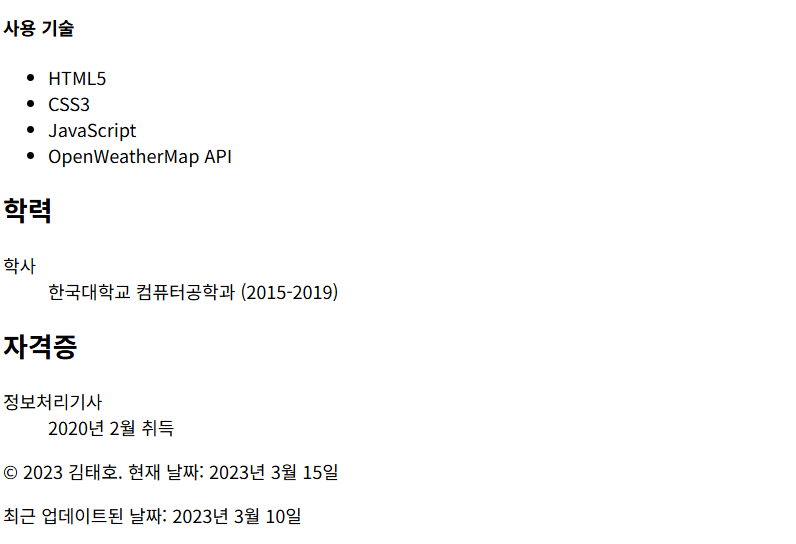 사용 기술
HTML5
CSS3
JavaScript
OpenWeatherMap API
학력
학사
한국대학교 컴퓨터공학과 (2015-2019)
자격증
정보처리기사
2020년 2월 취득
© 2023 김태호. 현재 날짜: 2023년 3월 15일
최근 업데이트된 날짜: 2023년 3월 10일